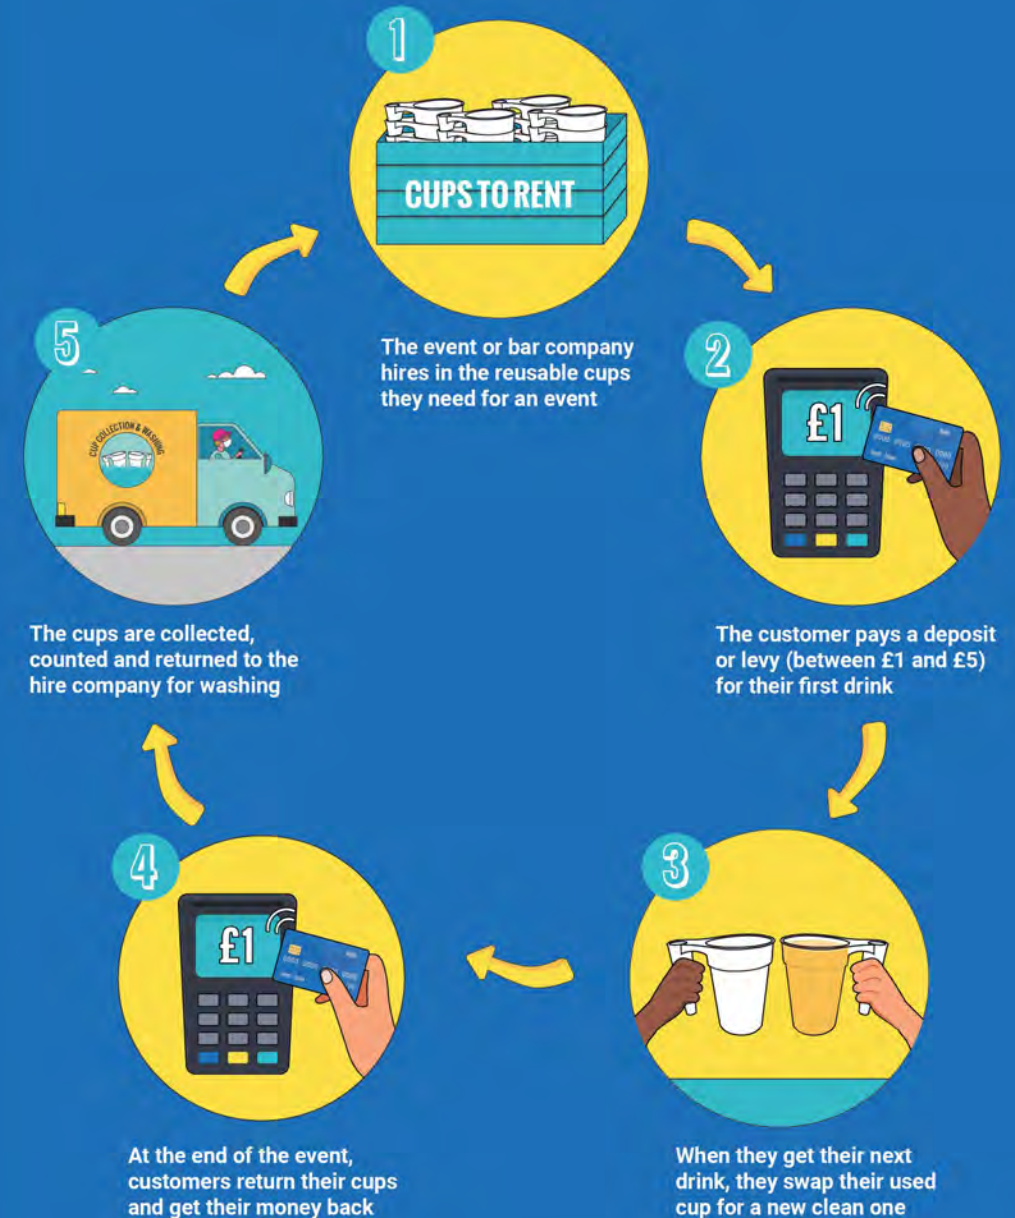 1
CUPS TO RENT
The event or bar company
hires in the reusable cups
they need for an event
2
£1
The customer pays a deposit
or levy (between £1 and £5)
for their first drink
3
When they get their next
drink, they swap their used
cup for a new clean one
4
£1
At the end of the event,
customers return their cups
and get their money back
5
CUP COLLECTION & WASHING
The cups are collected,
counted and returned to the
hire company for washing